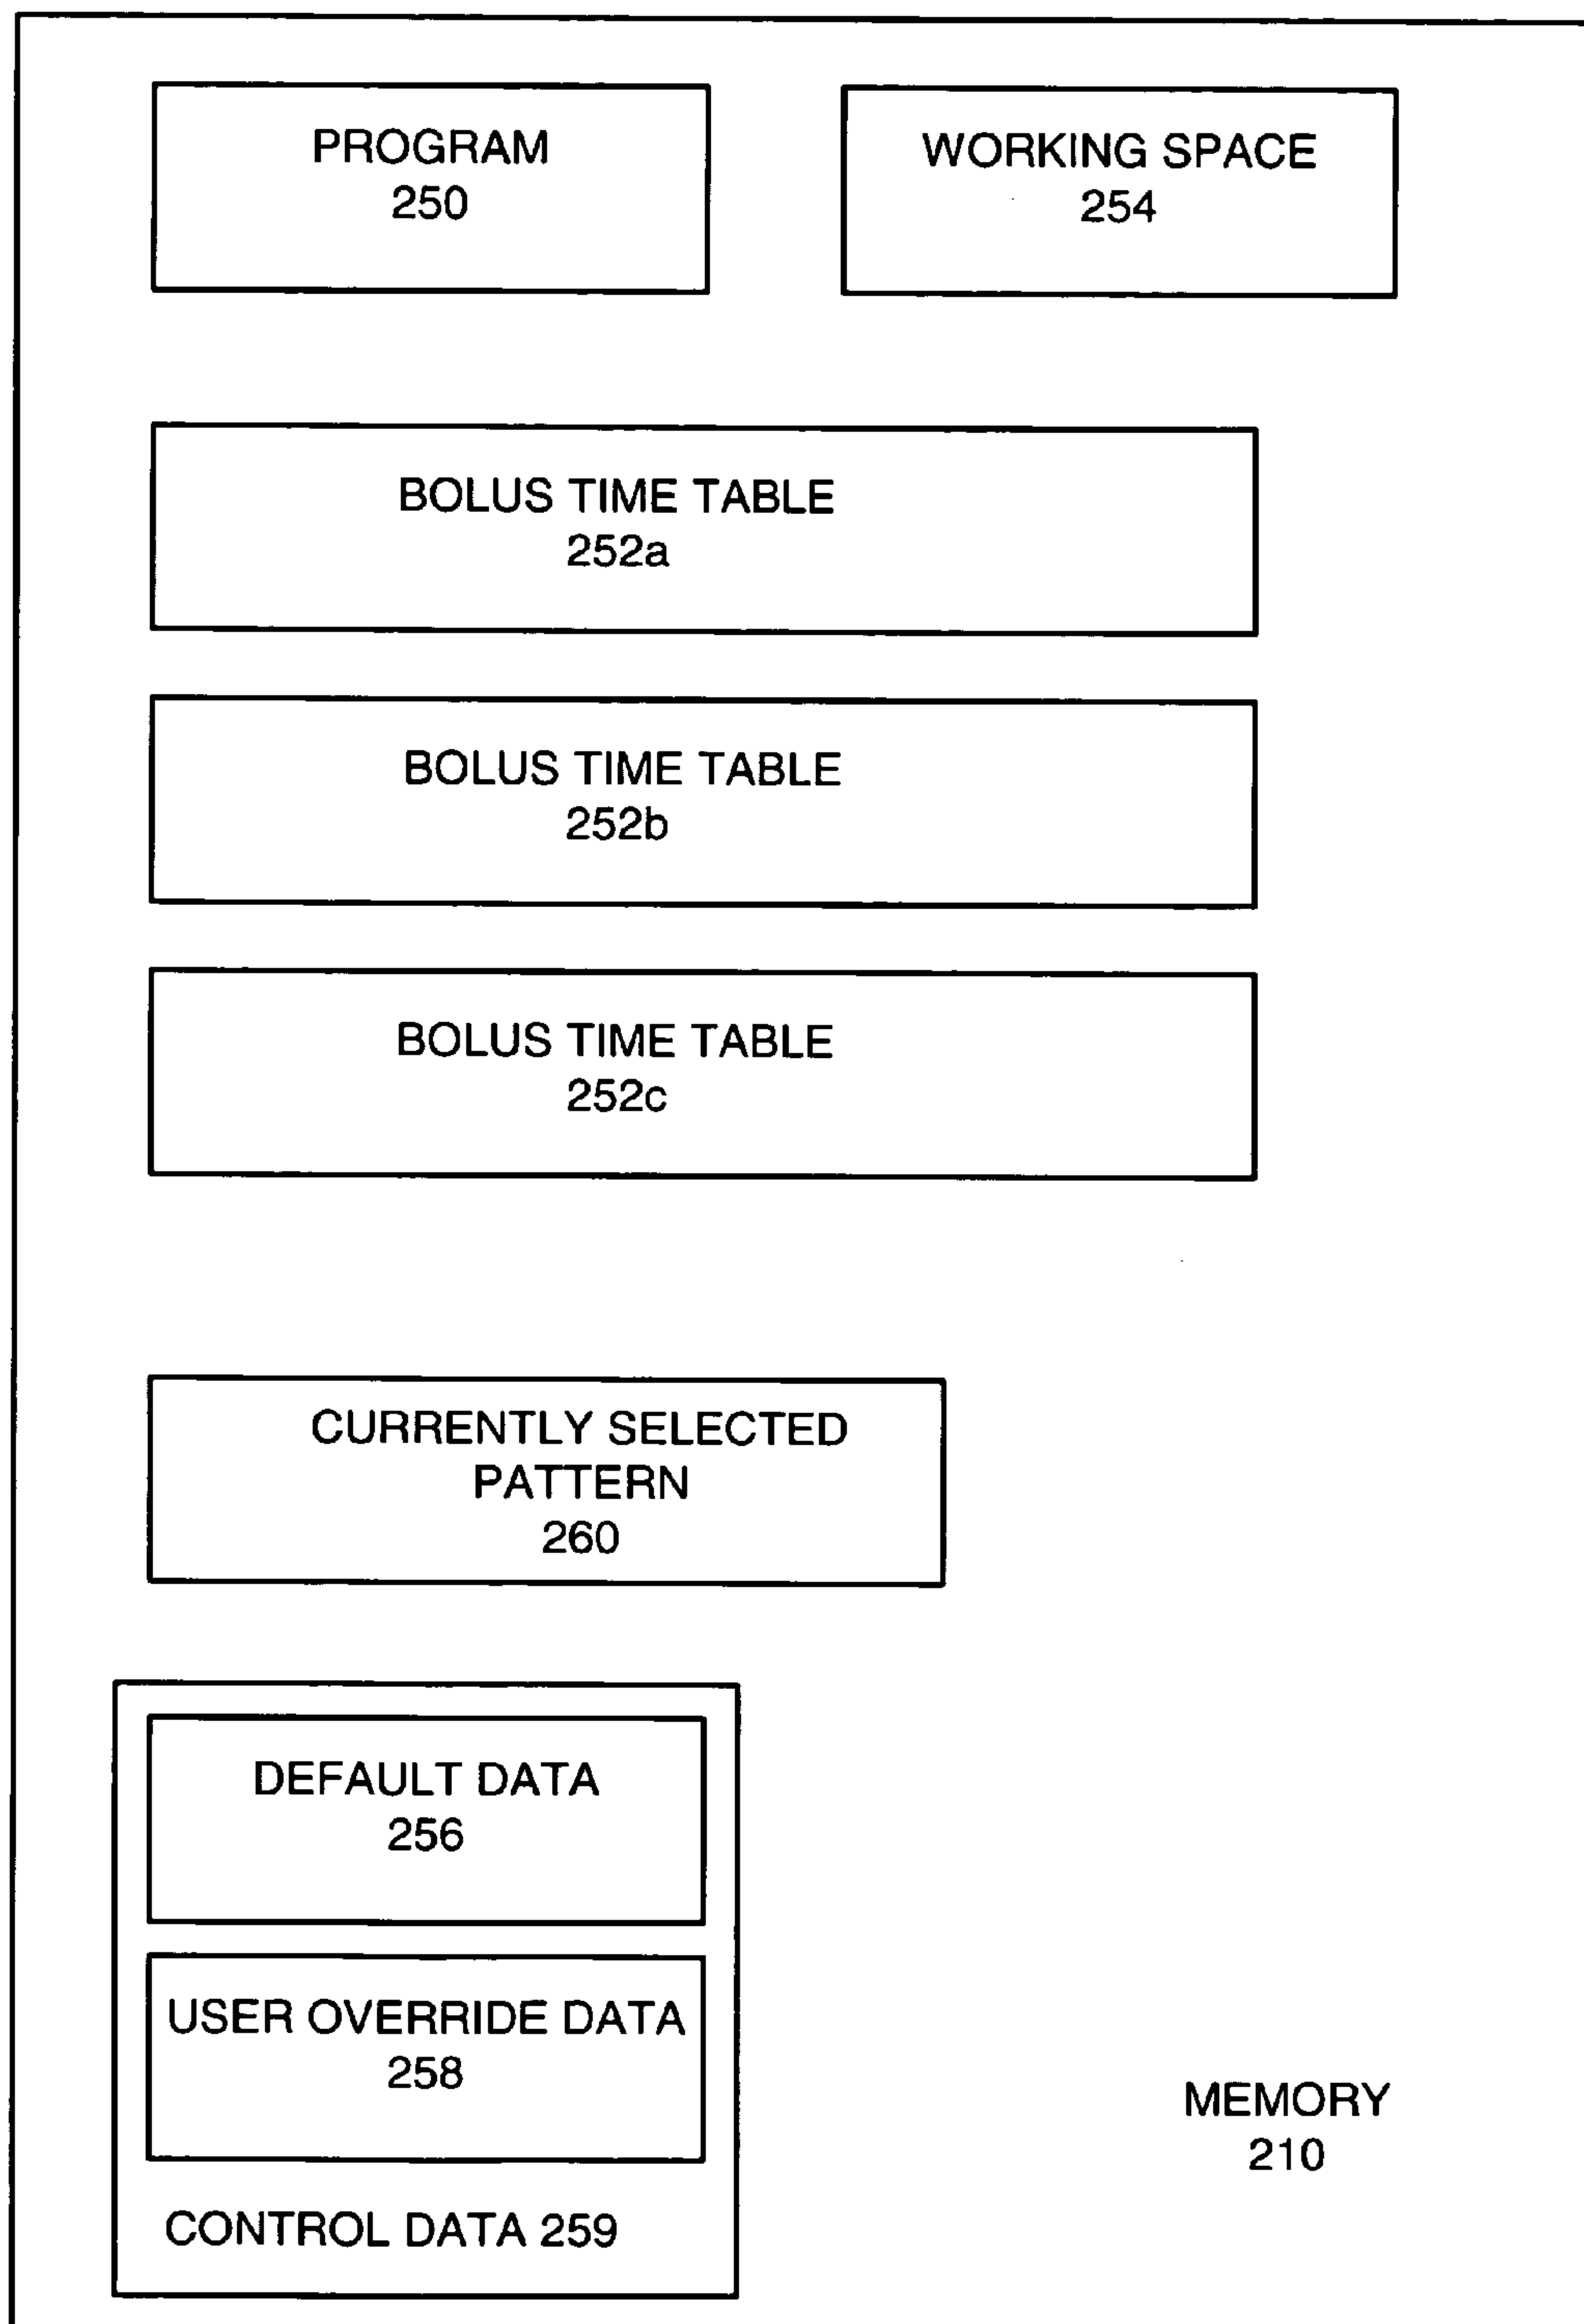 PROGRAM
250
WORKING SPACE
254
BOLUS TIME TABLE
252a
BOLUS TIME TABLE
252b
BOLUS TIME TABLE
252c
CURRENTLY SELECTED
PATTERN
260
DEFAULT DATA
256
USER OVERRIDE DATA
258
CONTROL DATA 259
MEMORY
210